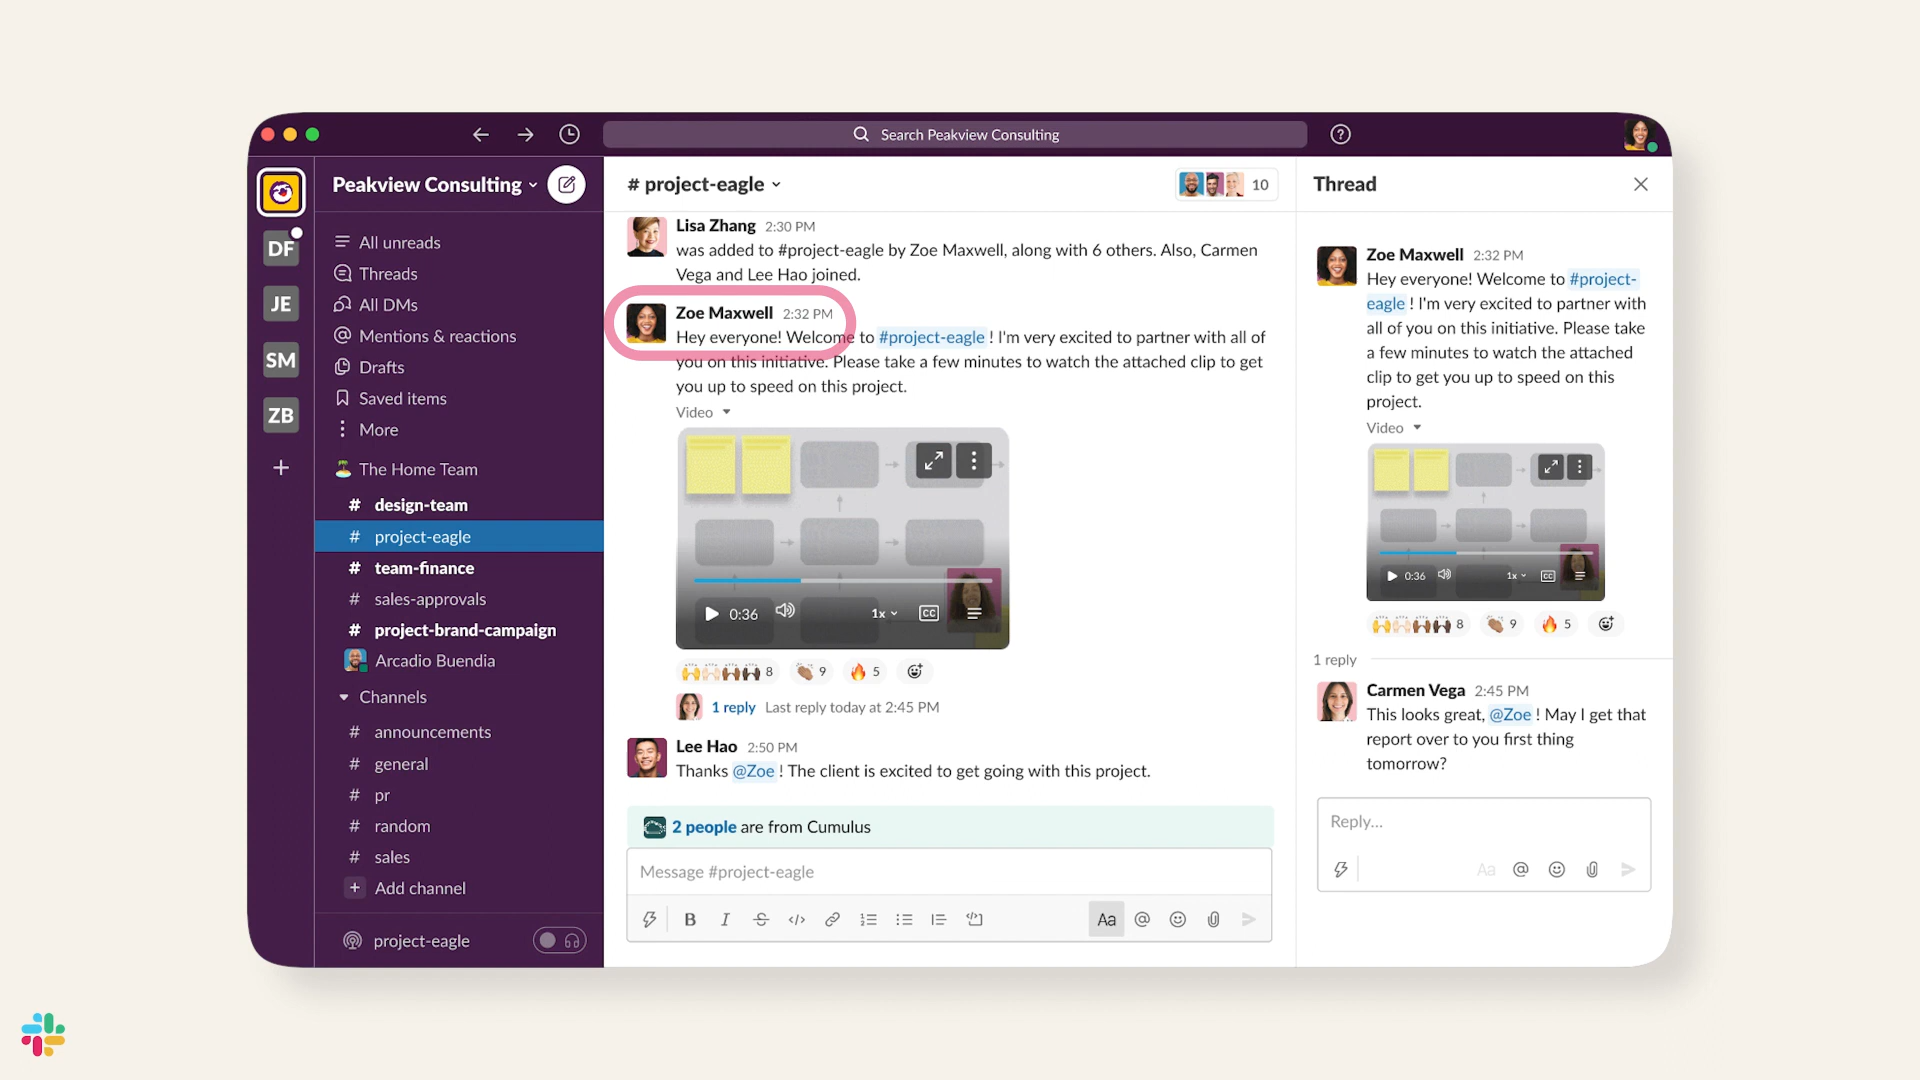 Search Peakview Consulting
Peakview Consulting
DF
JE
SM
ZB
+
All unreads
Threads
All DMs
Mentions & reactions
Drafts
Saved items
More
The Home Team
# design-team
# project-eagle
# team-finance
# sales-approvals
# project-brand-campaign
Arcadio Buendia
Channels
# announcements
# general
# pr
# random
# sales
+ Add channel
project-eagle
# project-eagle
10
Lisa Zhang 2:30 PM
was added to #project-eagle by Zoe Maxwell, along with 6 others. Also, Carmen
Vega and Lee Hao joined.
Zoe Maxwell 2:32 PM
Hey everyone! Welcome to #project-eagle ! I'm very excited to partner with all of
you on this initiative. Please take a few minutes to watch the attached clip to get
you up to speed on this project.
Video
0:36 1x CC
8 9 5
1 reply Last reply today at 2:45 PM
Lee Hao 2:50 PM
Thanks @Zoe ! The client is excited to get going with this project.
2 people are from Cumulus
Message #project-eagle
B I S </> Aa @
Thread
Zoe Maxwell 2:32 PM
Hey everyone! Welcome to #project-
eagle ! I'm very excited to partner with
all of you on this initiative. Please take
a few minutes to watch the attached
clip to get you up to speed on this
project.
Video
0:36 1x CC
8 9 5
1 reply
Carmen Vega 2:45 PM
This looks great, @Zoe ! May I get that
report over to you first thing
tomorrow?
Reply...
Aa @